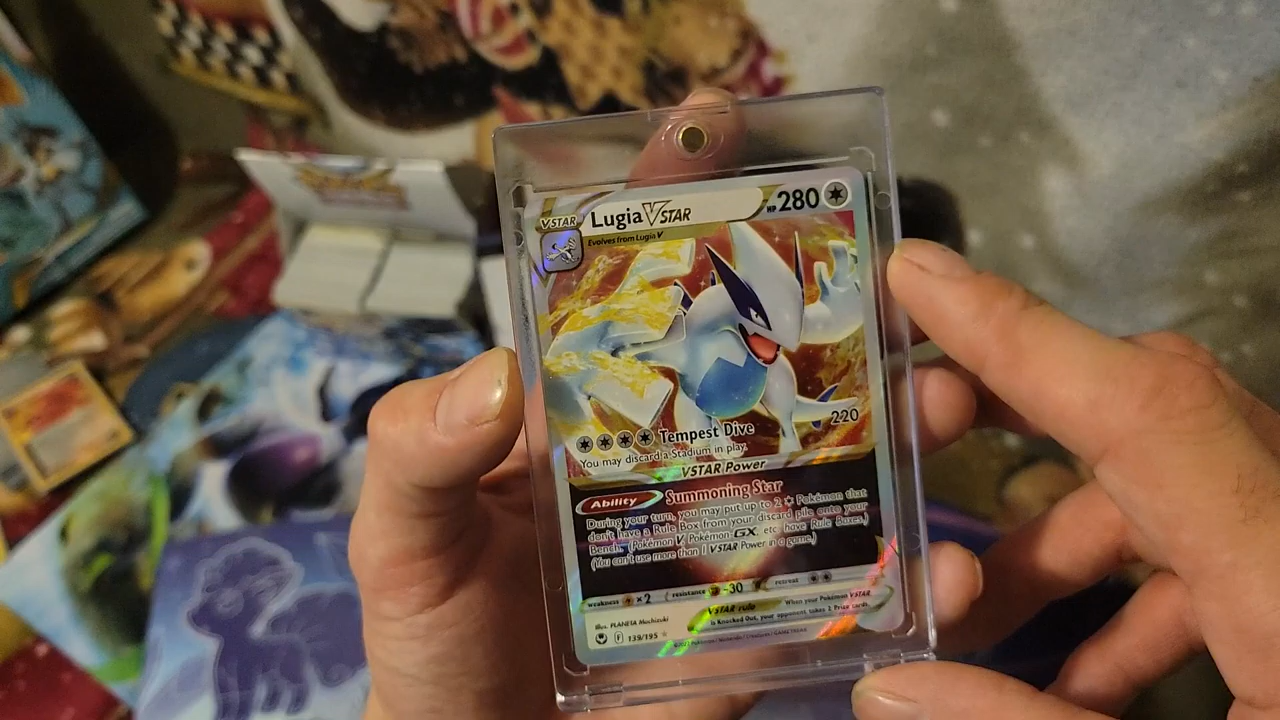 VSTAR Lugia VSTAR HP 280
Evolves from Lugia V
Tempest Dive 220
You may discard a Stadium in play.
VSTAR Power
Ability Summoning Star
During your turn, you may put up to 2 Pokémon that
don't have a Rule Box from your discard pile onto your
Bench. (Pokémon V, Pokémon-GX, etc. have Rule Boxes.)
(You can't use more than 1 VSTAR Power in a game.)
weakness ×2 resistance -30 retreat
VSTAR rule When your Pokémon VSTAR
is Knocked Out, your opponent takes 2 Prize cards.
Illus. PLANETA Mochizuki
F 139/195